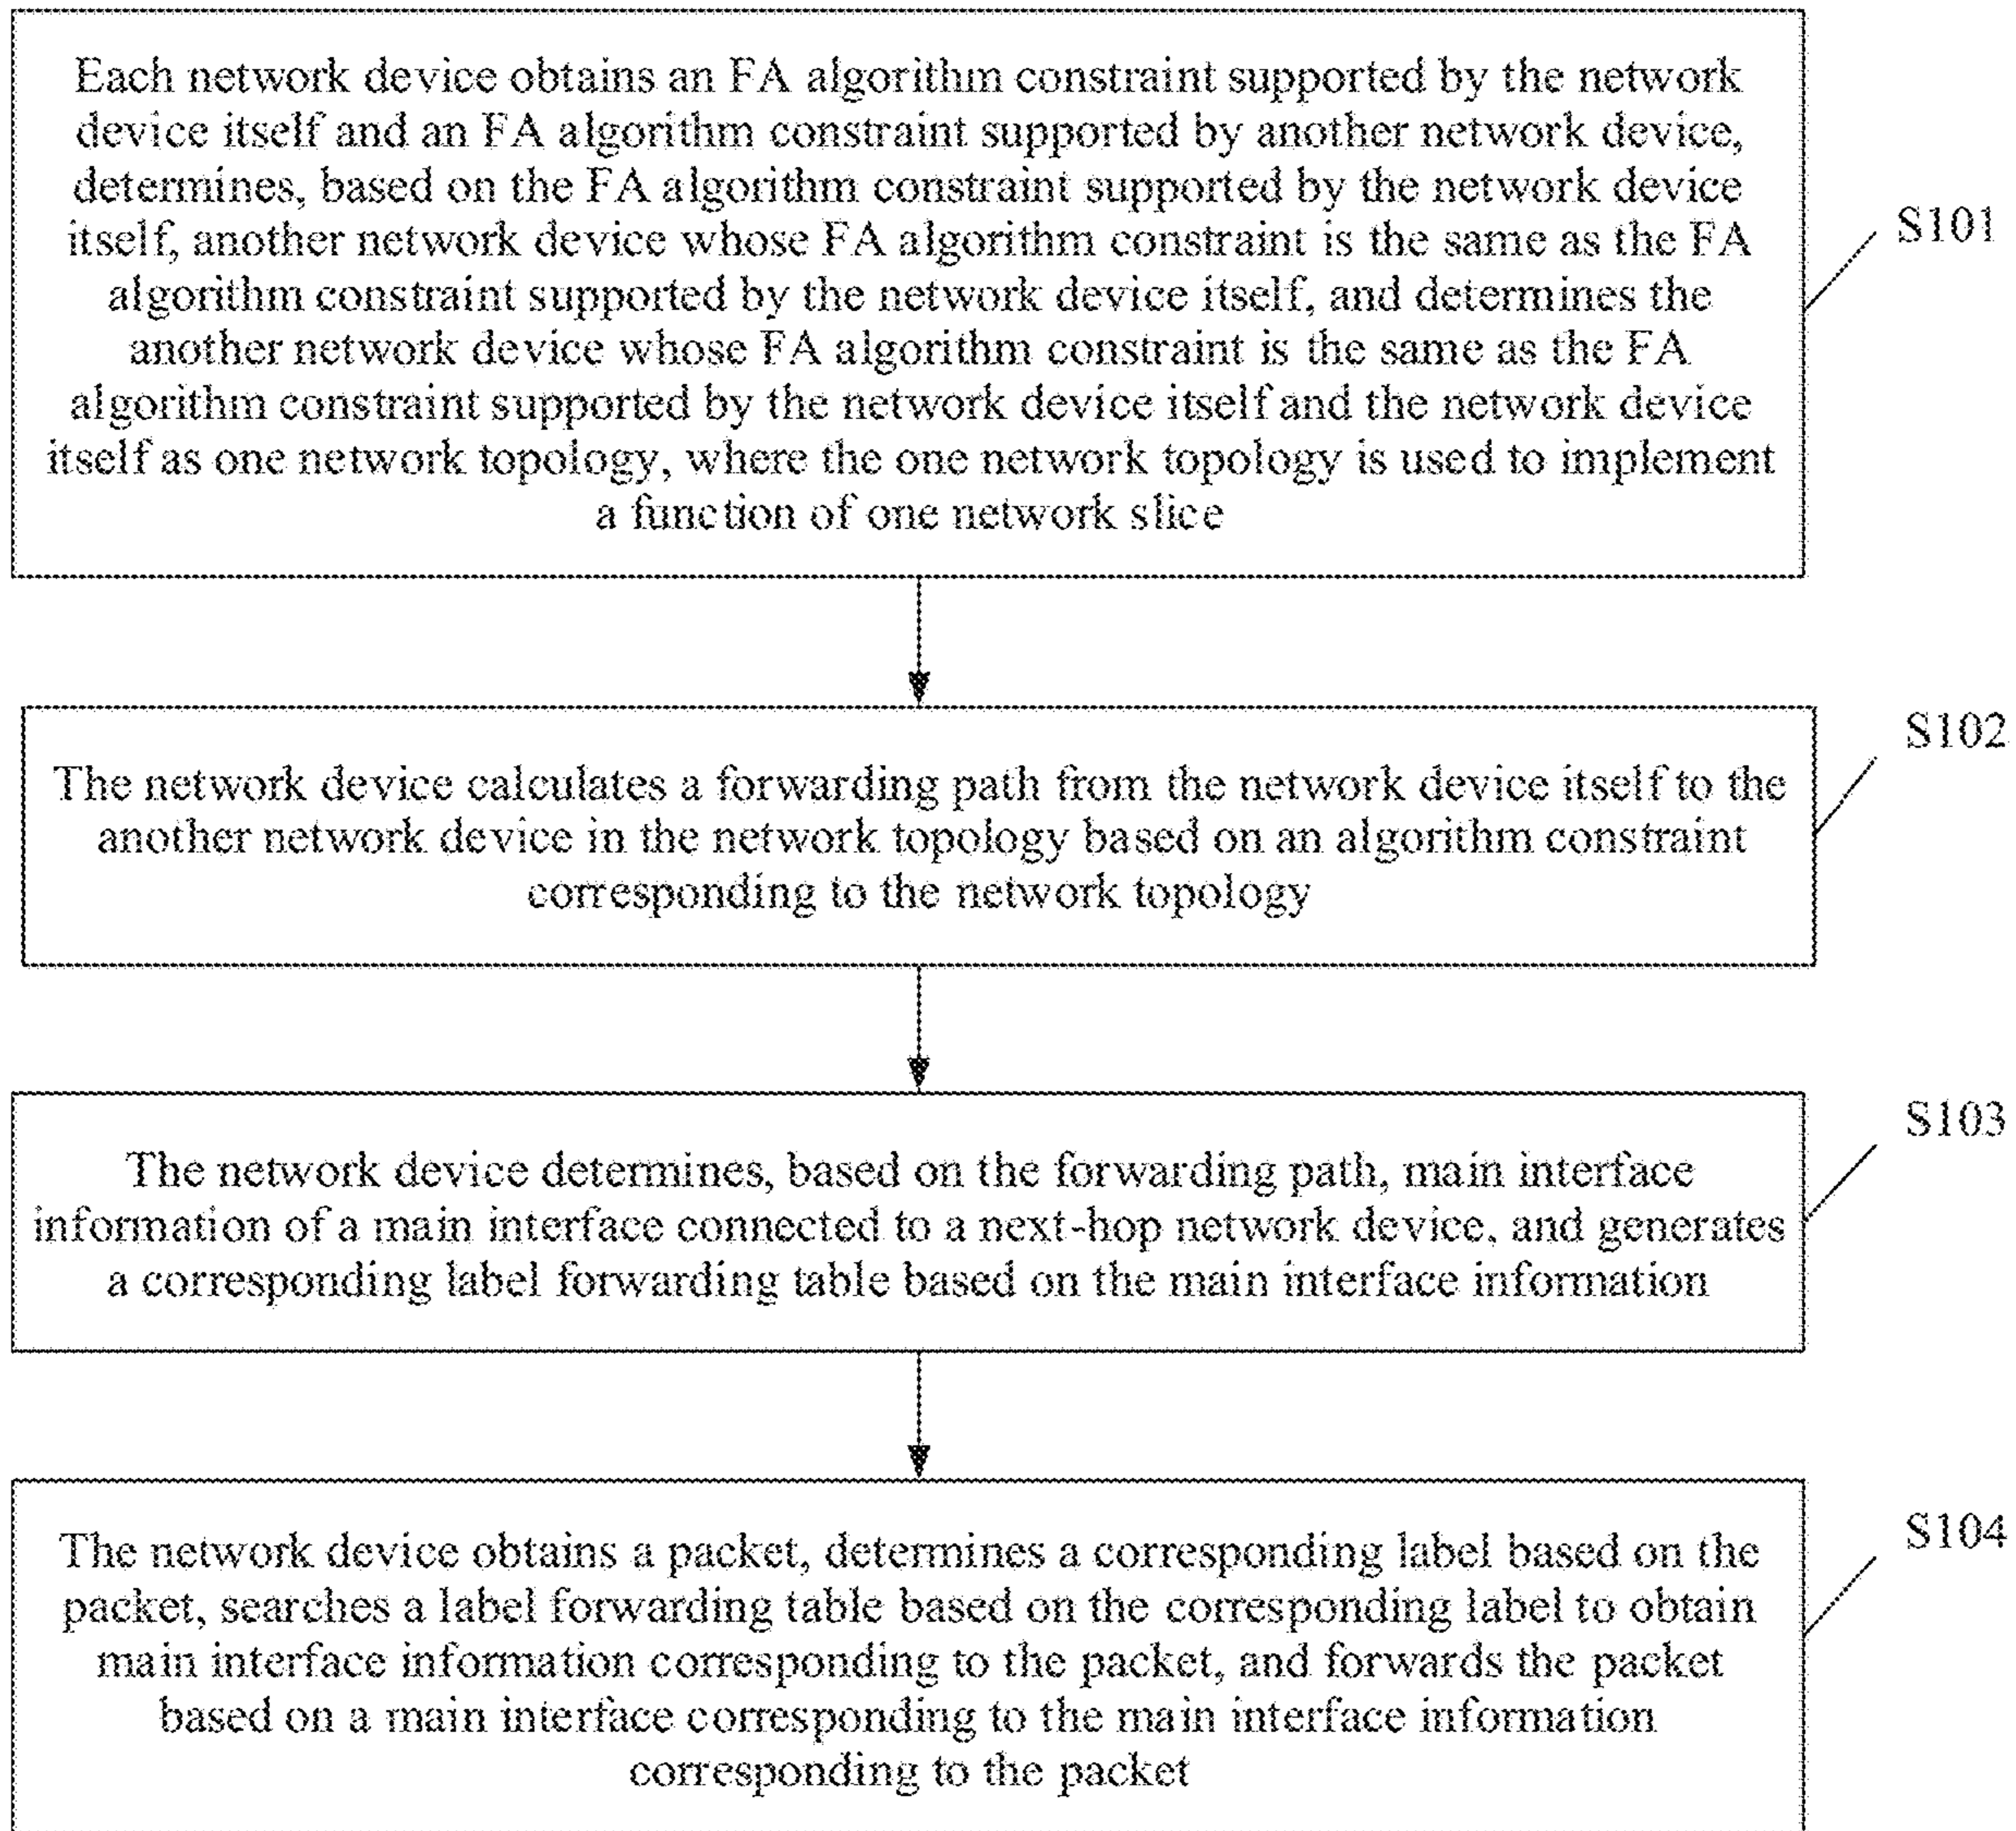 Each network device obtains an FA algorithm constraint supported by the network
device itself and an FA algorithm constraint supported by another network device,
determines, based on the FA algorithm constraint supported by the network device
itself, another network device whose FA algorithm constraint is the same as the FA
algorithm constraint supported by the network device itself, and determines the
another network device whose FA algorithm constraint is the same as the FA
algorithm constraint supported by the network device itself and the network device
itself as one network topology, where the one network topology is used to implement
a function of one network slice
S101
The network device calculates a forwarding path from the network device itself to the
another network device in the network topology based on an algorithm constraint
corresponding to the network topology
S102
The network device determines, based on the forwarding path, main interface
information of a main interface connected to a next-hop network device, and generates
a corresponding label forwarding table based on the main interface information
S103
The network device obtains a packet, determines a corresponding label based on the
packet, searches a label forwarding table based on the corresponding label to obtain
main interface information corresponding to the packet, and forwards the packet
based on a main interface corresponding to the main interface information
corresponding to the packet
S104